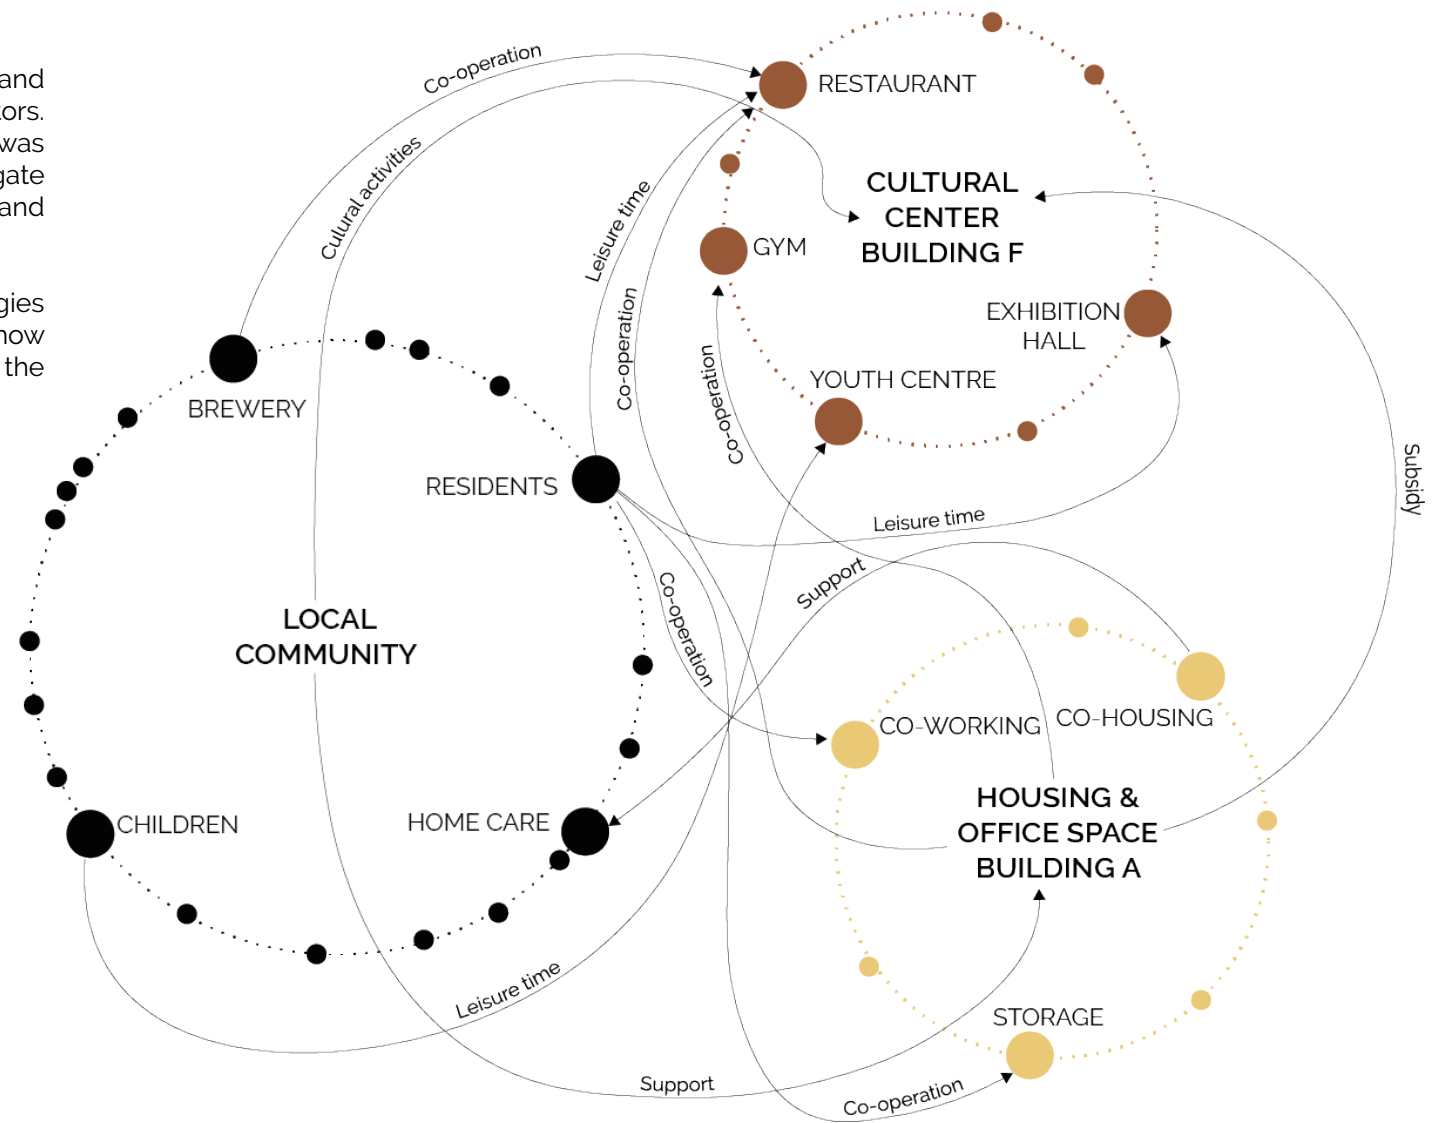 and
tors.
was
gate
and
gies
now
the
Co-operation
Culural activities
RESTAURANT
CULTURAL
CENTER
BUILDING F
Leisure time
GYM
Co-operation
EXHIBITION
HALL
Co-operation
YOUTH CENTRE
BREWERY
RESIDENTS
Subsidy
Leisure time
Support
Co-operation
LOCAL
COMMUNITY
CO-WORKING
CO-HOUSING
HOUSING &
OFFICE SPACE
BUILDING A
CHILDREN
HOME CARE
Leisure time
STORAGE
Support
Co-operation